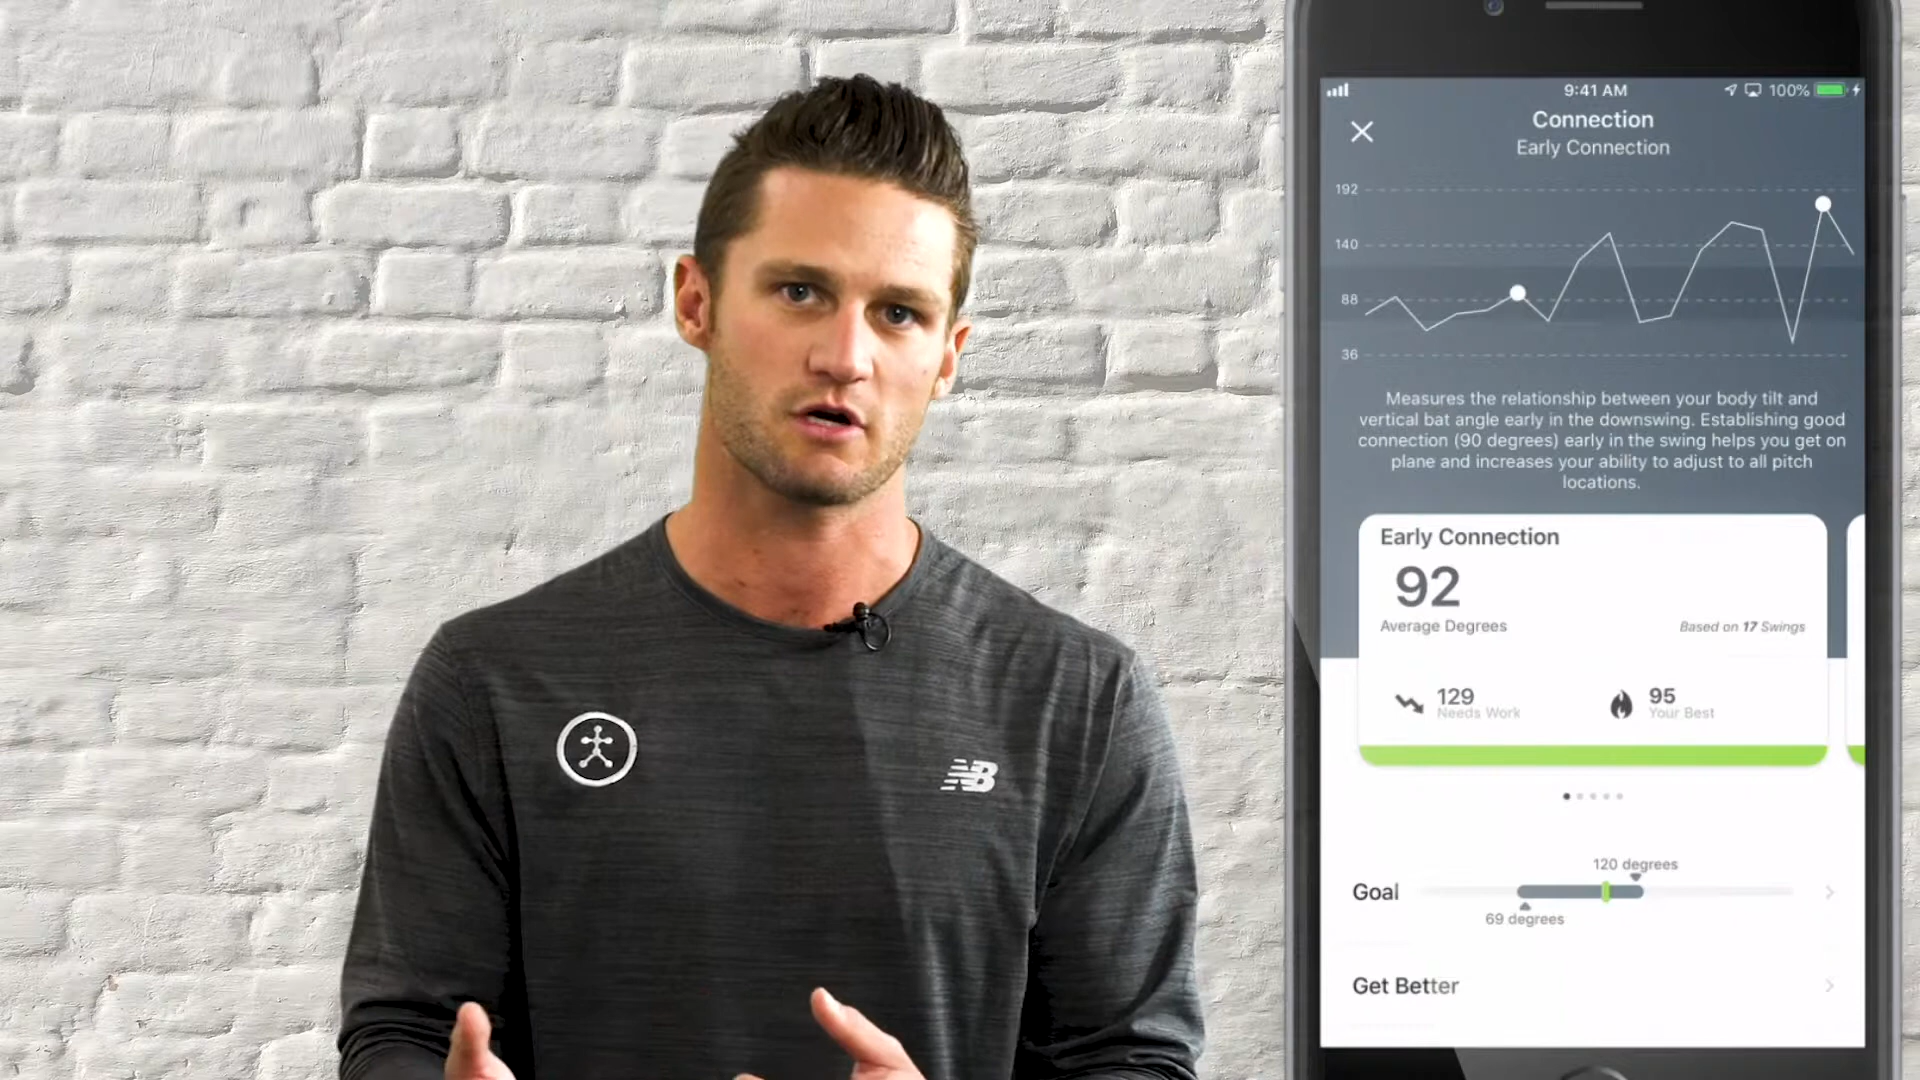 9:41 AM
100%
Connection
Early Connection
192
140
88
36
Measures the relationship between your body tilt and
vertical bat angle early in the downswing. Establishing good
connection (90 degrees) early in the swing helps you get on
plane and increases your ability to adjust to all pitch
locations.
Early Connection
92
Average Degrees
Based on 17 Swings
129
Needs Work
95
Your Best
120 degrees
Goal
69 degrees
Get Better
NB